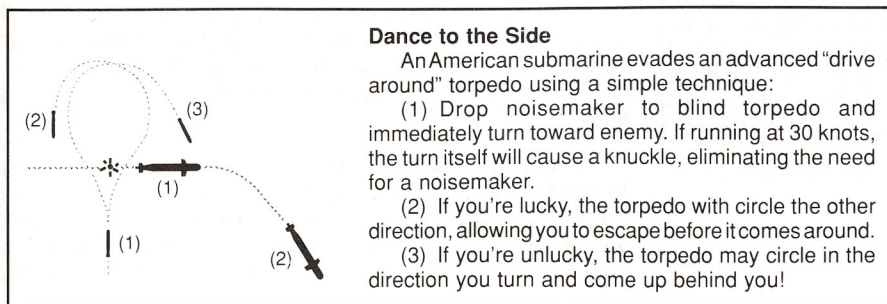 Dance to the Side
An American submarine evades an advanced “drive
around” torpedo using a simple technique:
(1) Drop noisemaker to blind torpedo and
immediately turn toward enemy. If running at 30 knots,
the turn itself will cause a knuckle, eliminating the need
for a noisemaker.
(2) If you’re lucky, the torpedo with circle the other
direction, allowing you to escape before it comes around.
(3) If you’re unlucky, the torpedo may circle in the
direction you turn and come up behind you!
(2)
(3)
(1)
(1)
(2)